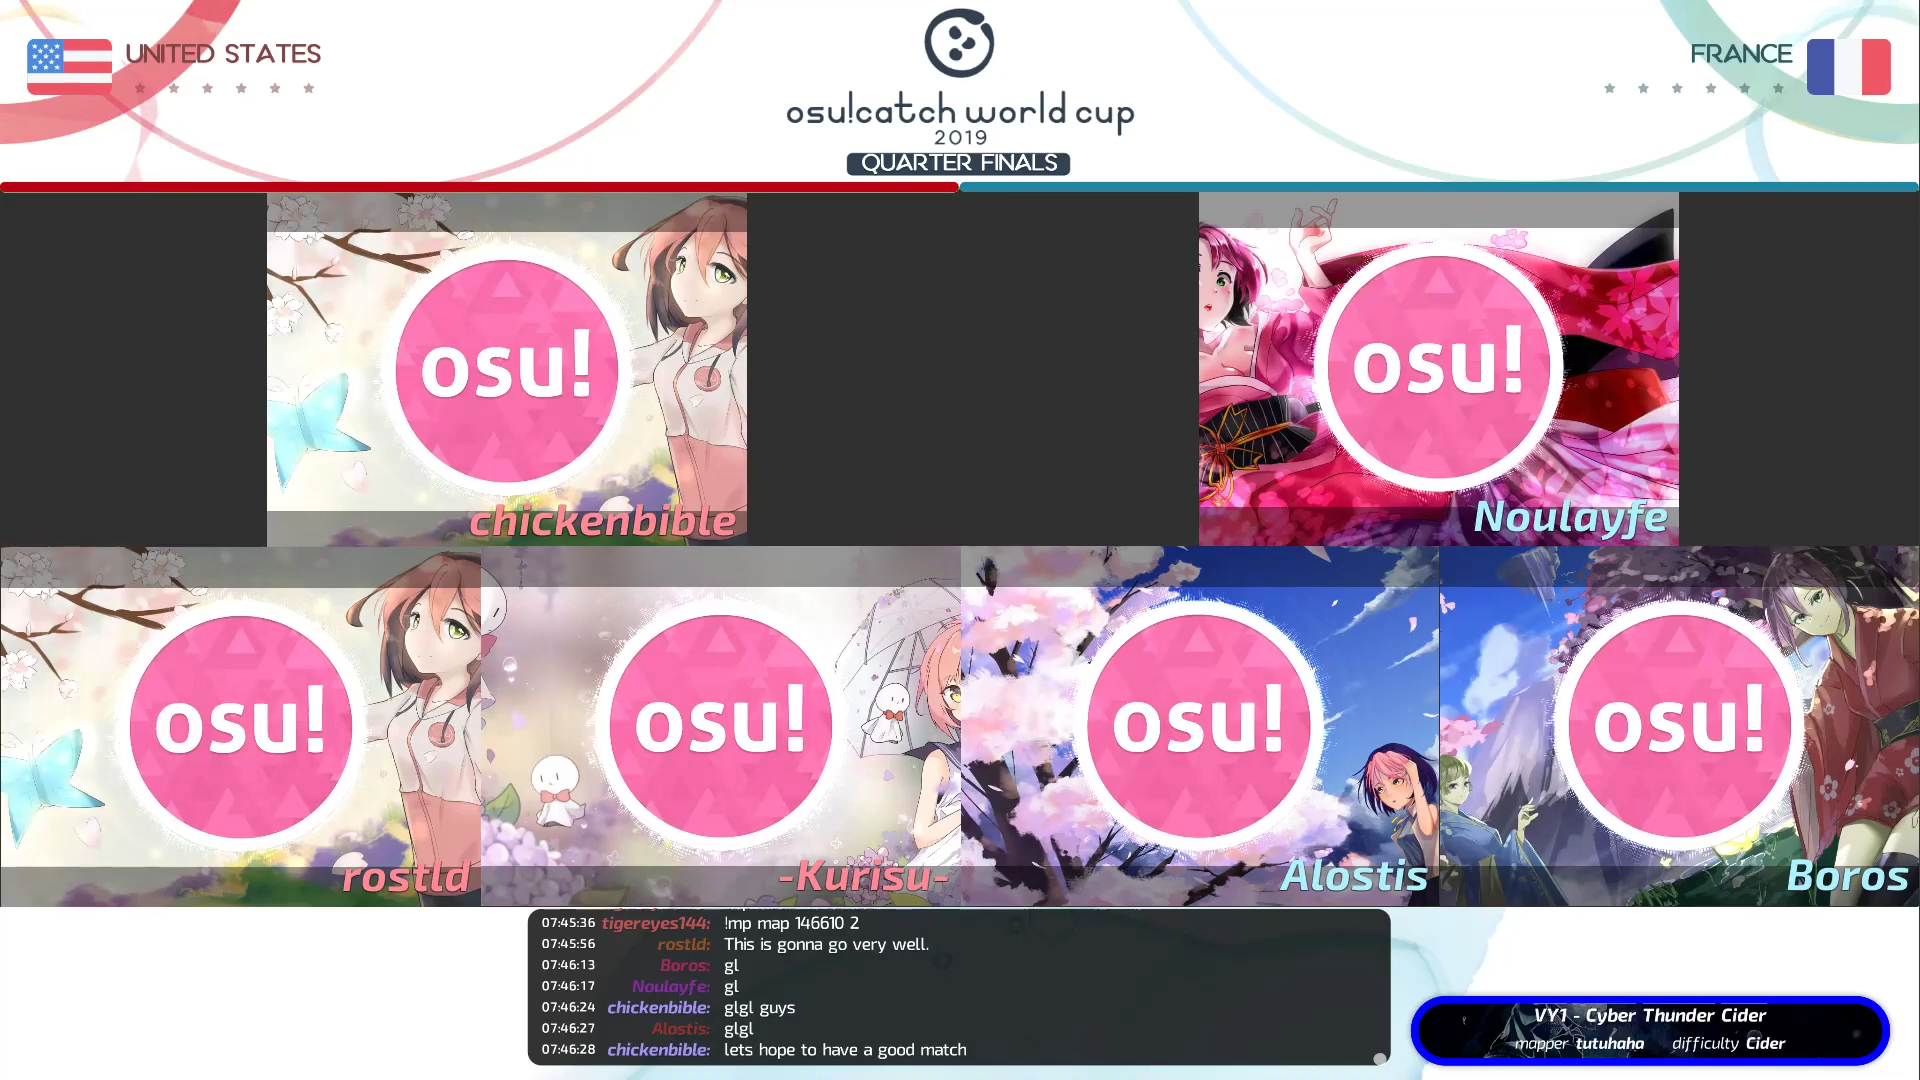 UNITED STATES
FRANCE
osu!catch world cup
2019
QUARTER FINALS
osu!
chickenbible
osu!
Noulayfe
osu!
rostld
osu!
-Kurisu-
osu!
Alostis
osu!
Boros
07:45:36 tigereyes144: !mp map 146610 2
07:45:56 rostld: This is gonna go very well.
07:46:13 Boros: gl
07:46:17 Noulayfe: gl
07:46:24 chickenbible: glgl guys
07:46:27 Alostis: glgl
07:46:28 chickenbible: lets hope to have a good match
VY1 - Cyber Thunder Cider
mapper tutuhaha difficulty Cider